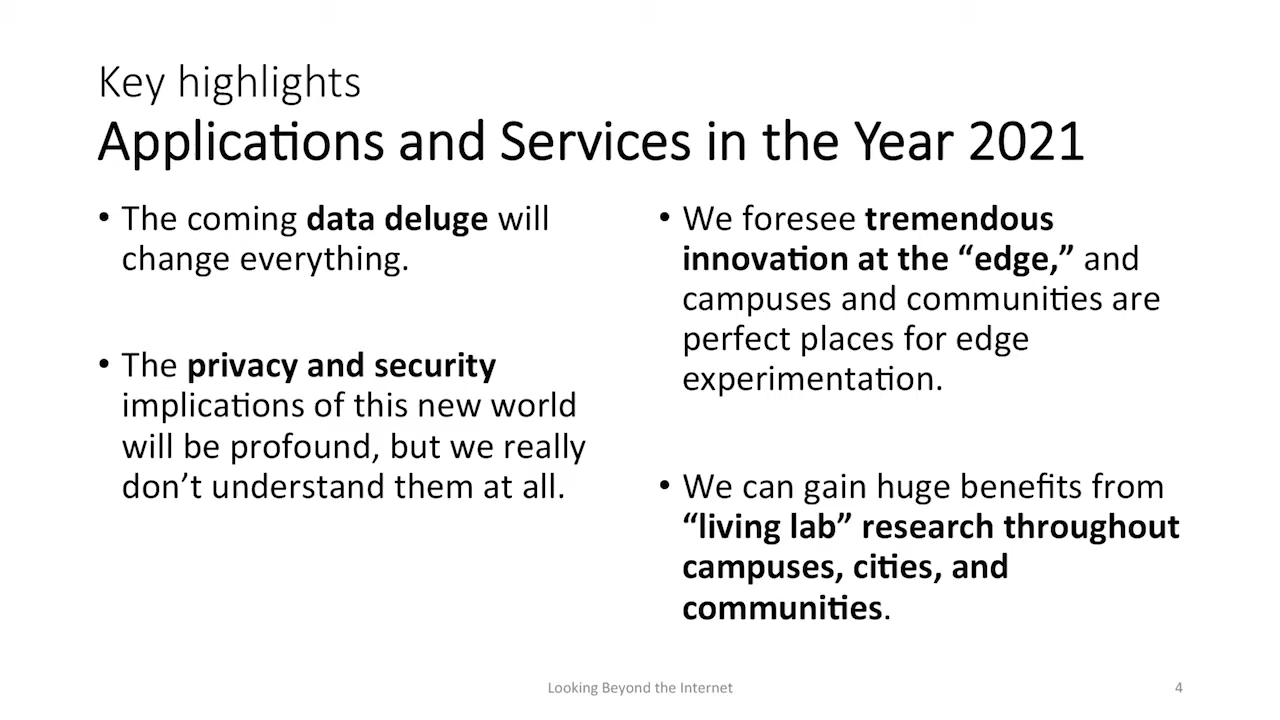 Key highlights
Applications and Services in the Year 2021
• The coming data deluge will
change everything.
• The privacy and security
implications of this new world
will be profound, but we really
don’t understand them at all.
• We foresee tremendous
innovation at the “edge,” and
campuses and communities are
perfect places for edge
experimentation.
• We can gain huge benefits from
“living lab” research throughout
campuses, cities, and
communities.
Looking Beyond the Internet
4